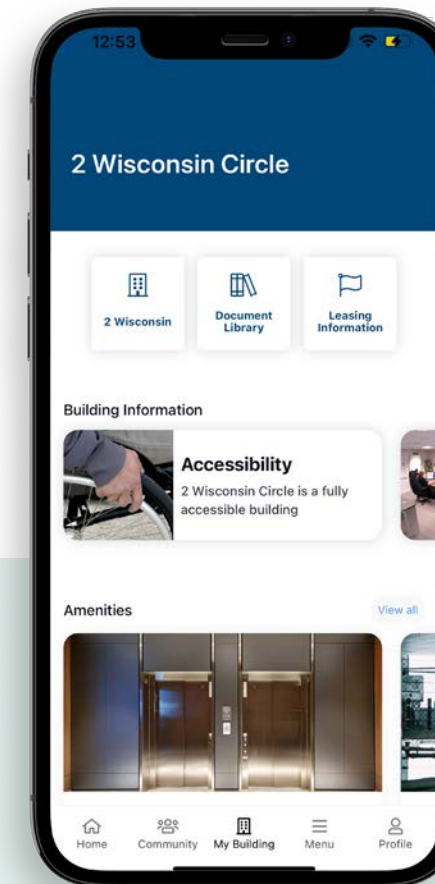 12:53
2 Wisconsin Circle
2 Wisconsin
Document
Library
Leasing
Information
Building Information
Accessibility
2 Wisconsin Circle is a fully
accessible building
Amenities
View all
Home
Community
My Building
Menu
Profile